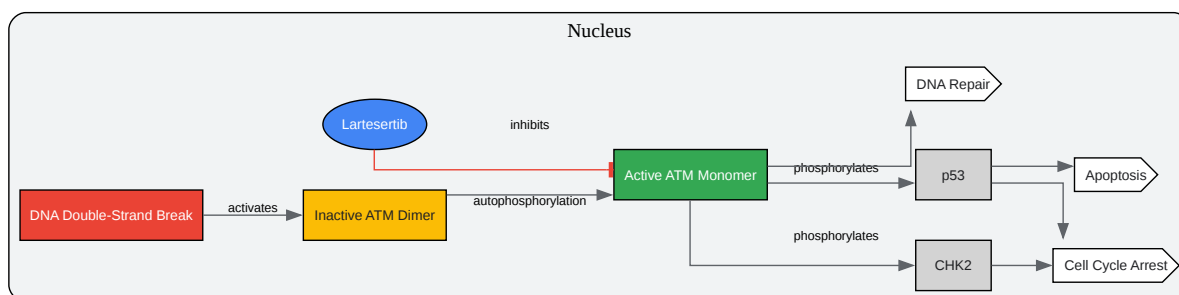 Nucleus
DNA Repair
Lartesertib
inhibits
Active ATM Monomer
phosphorylates
p53
Apoptosis
DNA Double-Strand Break
activates
Inactive ATM Dimer
autophosphorylation
phosphorylates
CHK2
Cell Cycle Arrest